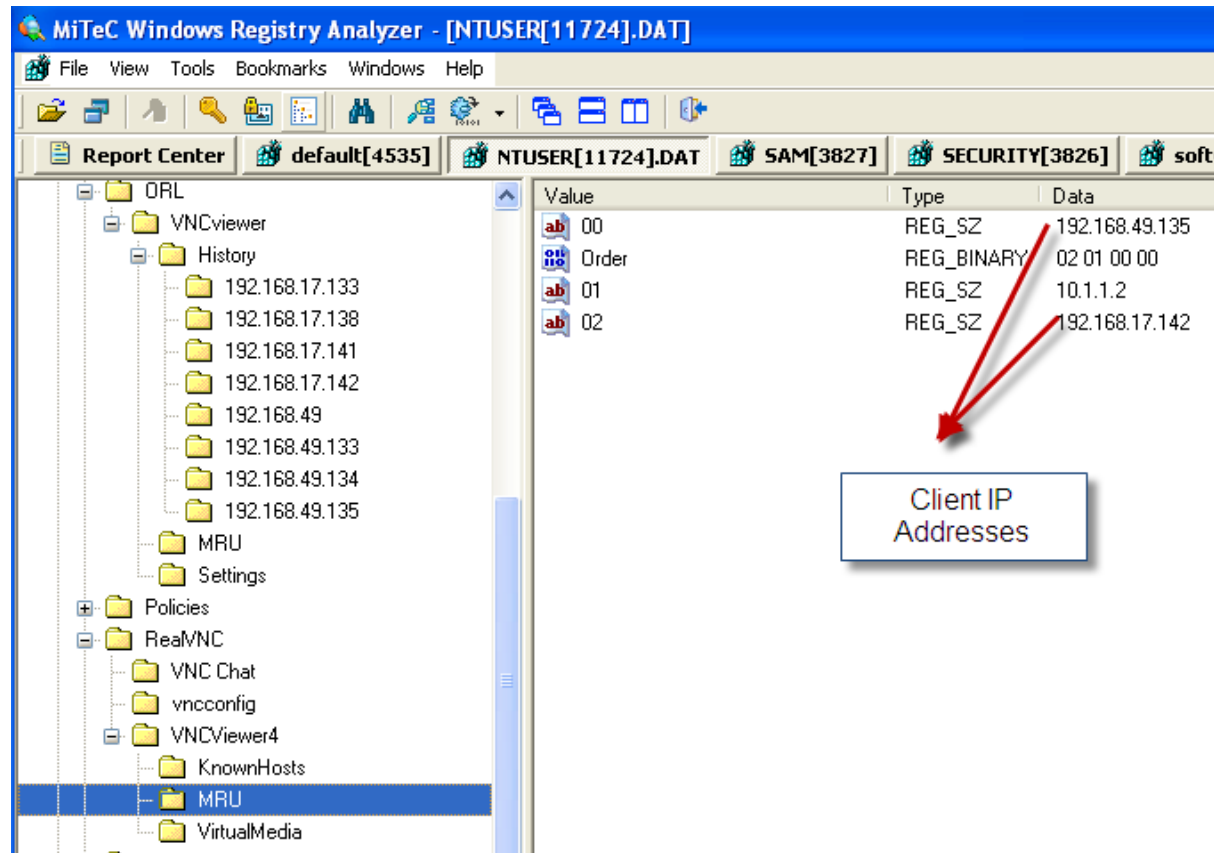 MiTeC Windows Registry Analyzer - [NTUSER[11724].DAT]
File View Tools Bookmarks Windows Help
Report Center default[4535] NTUSER[11724].DAT SAM[3827] SECURITY[3826] soft
ORL
VNCviewer
History
192.168.17.133
192.168.17.138
192.168.17.141
192.168.17.142
192.168.49
192.168.49.133
192.168.49.134
192.168.49.135
MRU
Settings
Policies
RealVNC
VNC Chat
vncconfig
VNCViewer4
KnownHosts
MRU
VirtualMedia
Value Type Data
00 REG_SZ 192.168.49.135
Order REG_BINARY 02 01 00 00
01 REG_SZ 10.1.1.2
02 REG_SZ 192.168.17.142
Client IP
Addresses